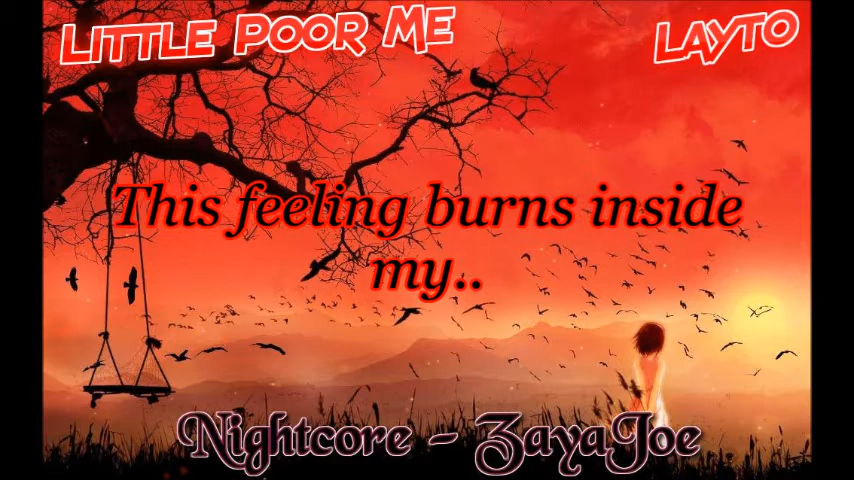 LITTLE POOR ME
LAYTO
This feeling burns inside
my..
Nightcore - ZayaJoe